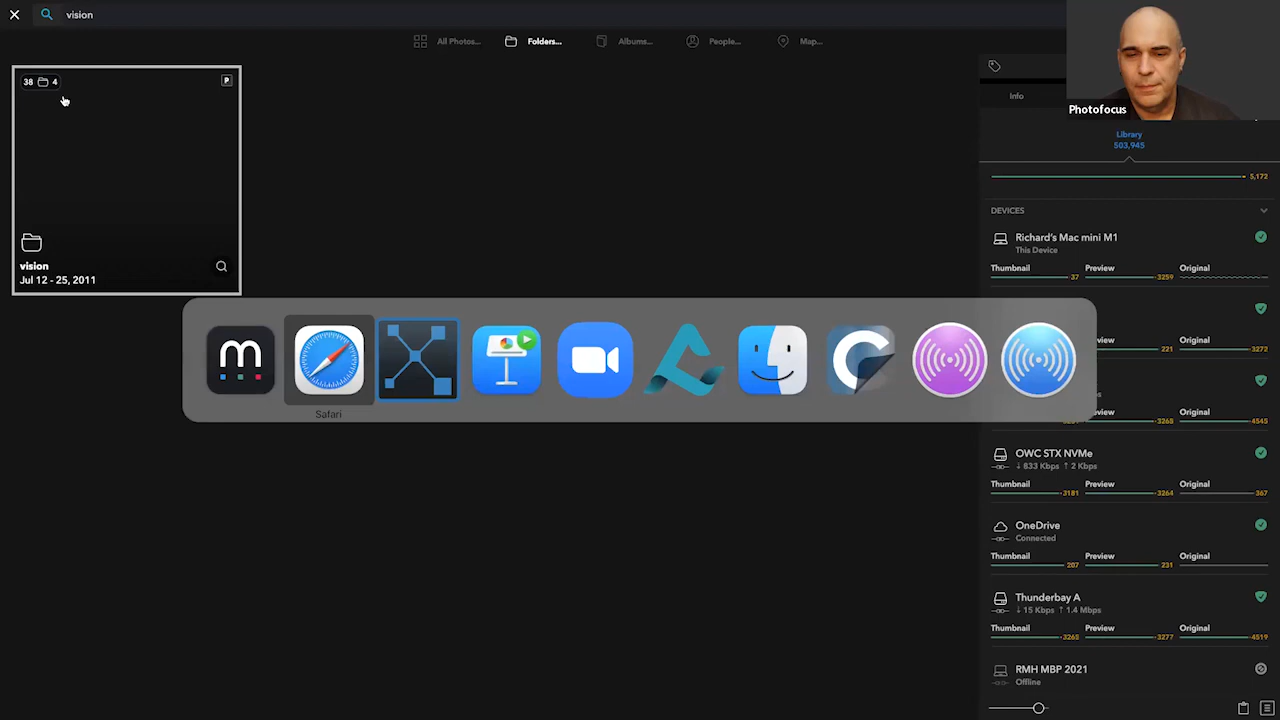 vision
All Photos...
Folders...
Albums...
People...
Map...
38 4
P
vision
Jul 12 - 25, 2011
Photofocus
Info
Library
503,945
5,172
DEVICES
Richard's Mac mini M1
This Device
Thumbnail Preview Original
37 -3259
221 -3272
Original
-3268 -4545
OWC STX NVMe
↓ 833 Kbps ↑ 2 Kbps
Thumbnail Preview Original
-3181 -3264 367
OneDrive
Connected
Thumbnail Preview Original
207 231
Thunderbay A
↓ 15 Kbps ↑ 1.4 Mbps
Thumbnail Preview Original
-3265 -3277 -4519
RMH MBP 2021
Offline
m
Safari